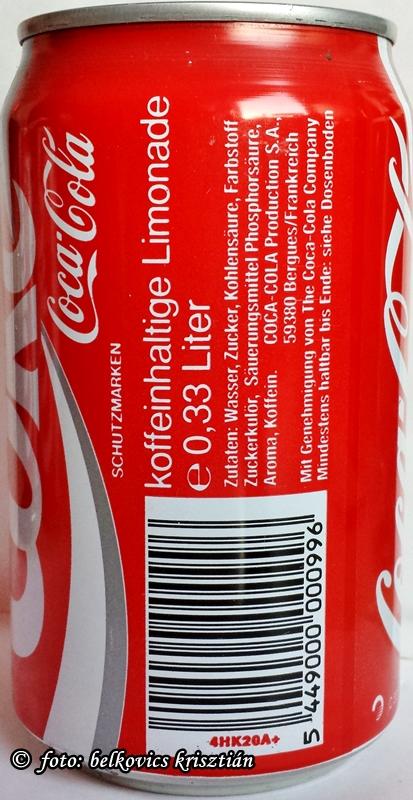 Coke
Coca-Cola
SCHUTZMARKEN
koffeinhaltige Limonade
e 0,33 Liter
Zutaten: Wasser, Zucker, Kohlensäure, Farbstoff
Zuckerkulör, Säuerungsmittel Phosphorsäure,
Aroma, Koffein.
COCA-COLA Production S.A.,
59380 Bergues/Frankreich
Mit Genehmigung von The Coca-Cola Company
Mindestens haltbar bis Ende: siehe Dosenboden
5 449000 000996
4HK20A+
© foto: belkovics krisztián